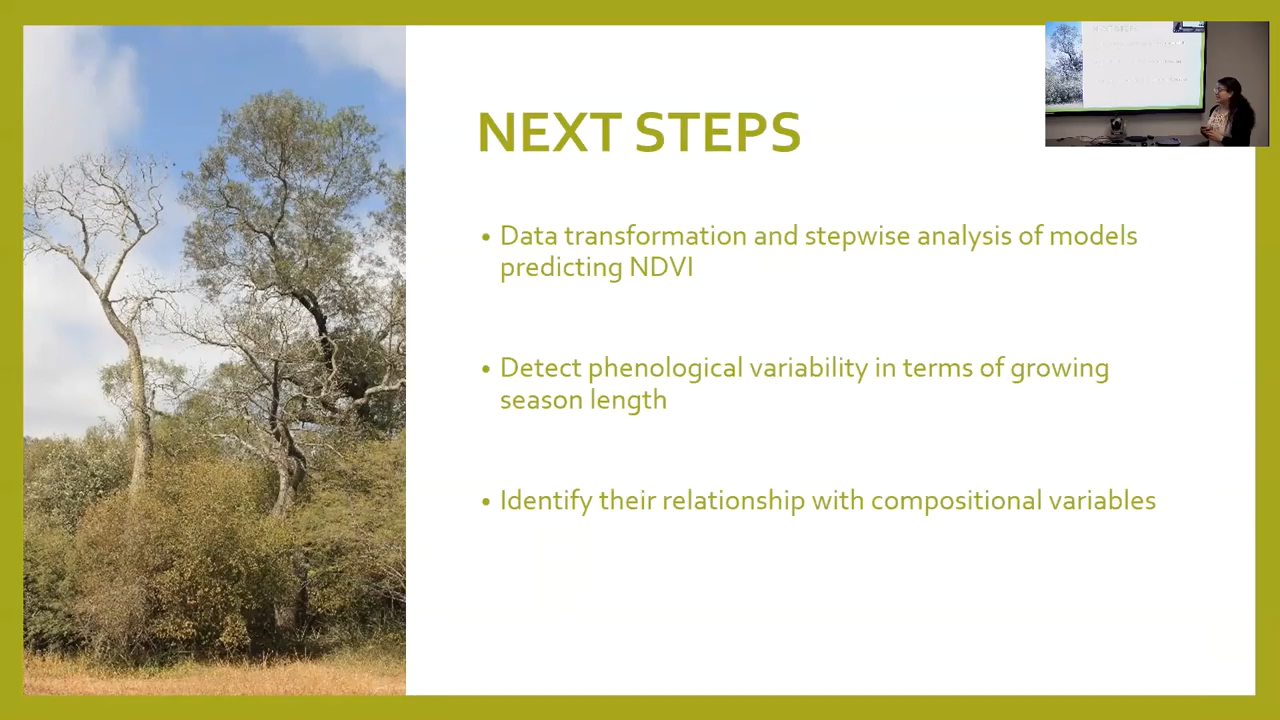 NEXT STEPS
• Data transformation and stepwise analysis of models
predicting NDVI
• Detect phenological variability in terms of growing
season length
• Identify their relationship with compositional variables